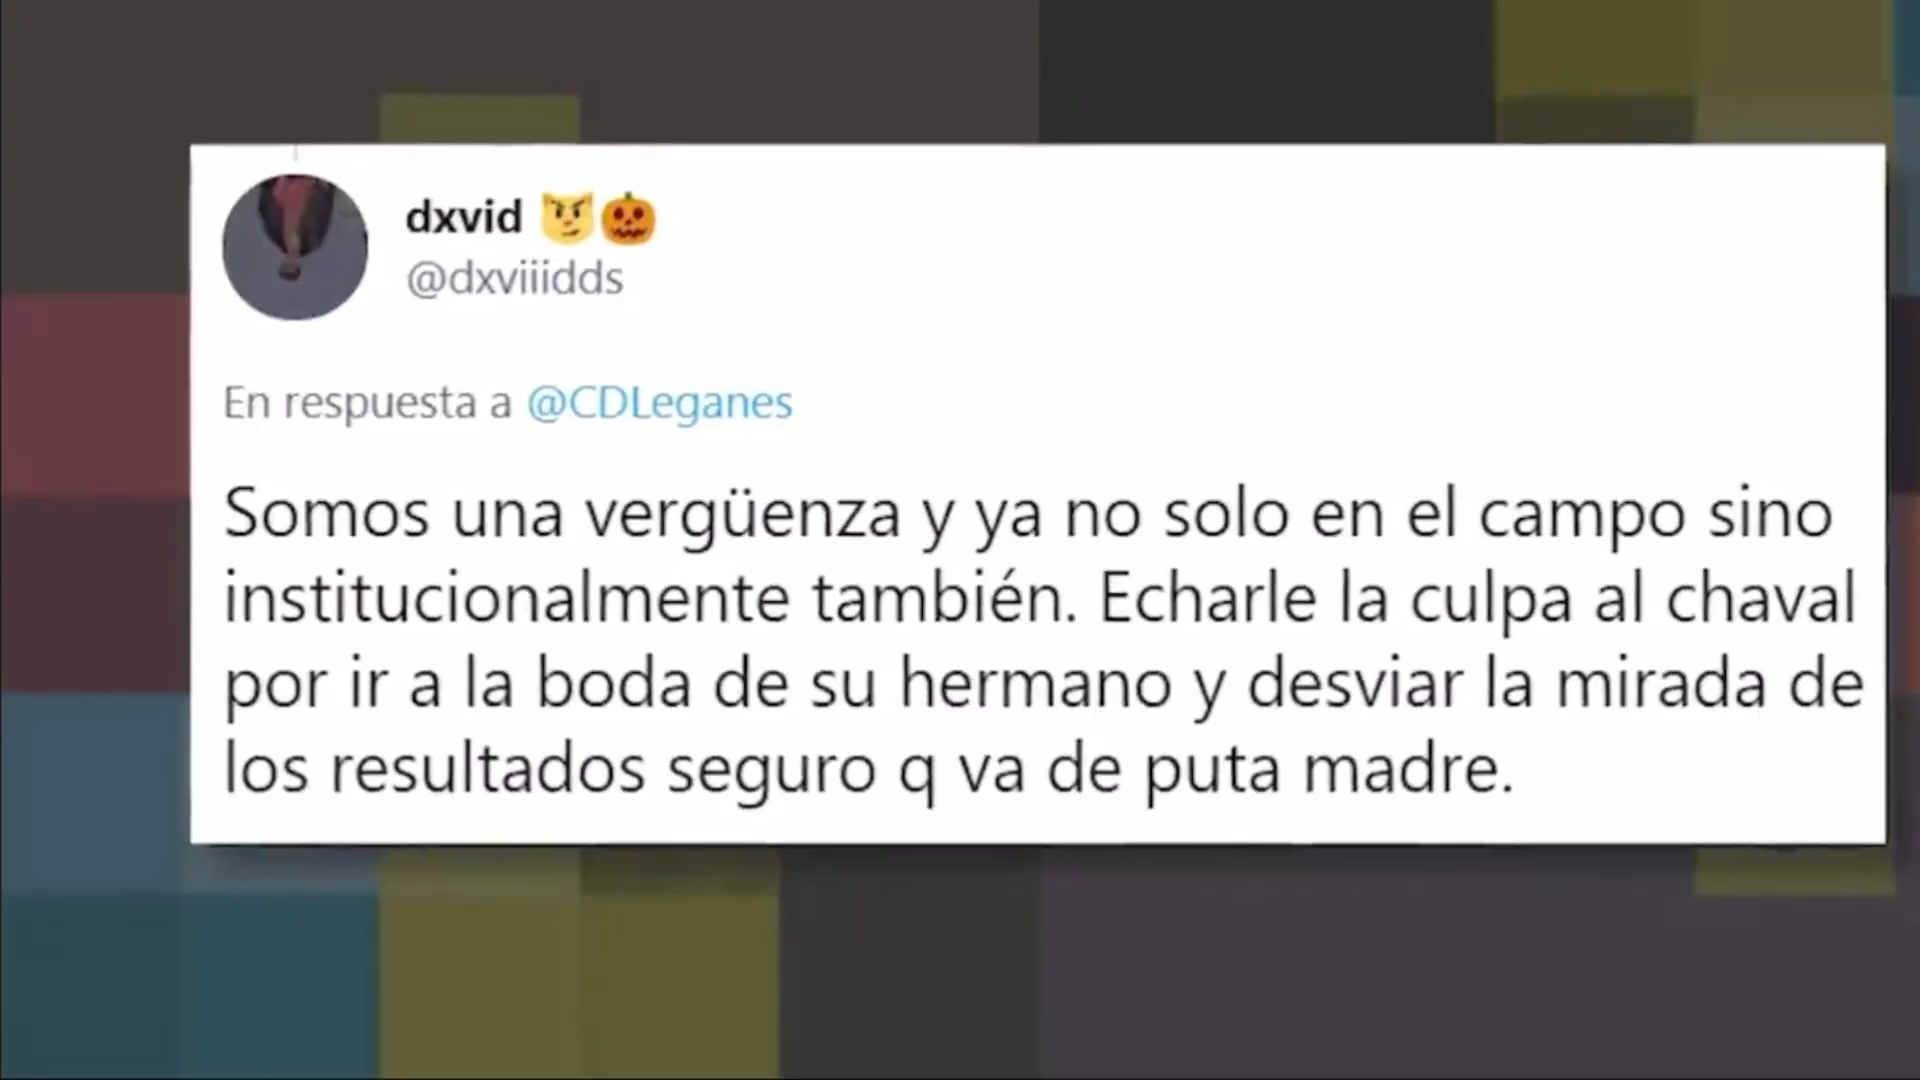 dxvid 😼🎃
@dxviiidds
En respuesta a @CDLeganes
Somos una vergüenza y ya no solo en el campo sino
institucionalmente también. Echarle la culpa al chaval
por ir a la boda de su hermano y desviar la mirada de
los resultados seguro q va de puta madre.